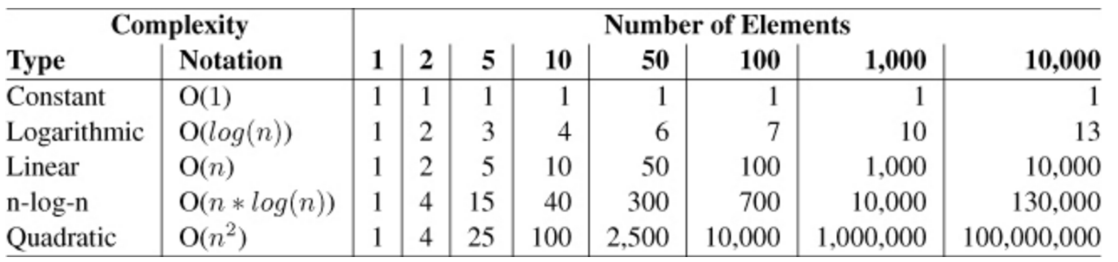 Complexity Number of Elements
Type Notation 1 2 5 10 50 100 1,000 10,000
Constant O(1) 1 1 1 1 1 1 1 1
Logarithmic O(log(n)) 1 2 3 4 6 7 10 13
Linear O(n) 1 2 5 10 50 100 1,000 10,000
n-log-n O(n * log(n)) 1 4 15 40 300 700 10,000 130,000
Quadratic O(n²) 1 4 25 100 2,500 10,000 1,000,000 100,000,000